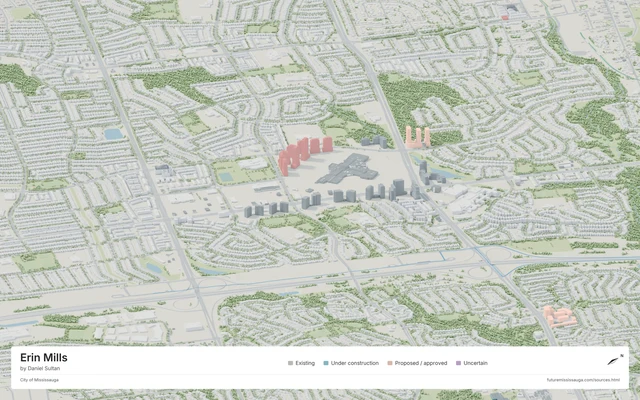 Erin Mills
by Daniel Sultan
Existing
Under construction
Proposed / approved
Uncertain
N
City of Mississauga
futuremississauga.com/sources.html